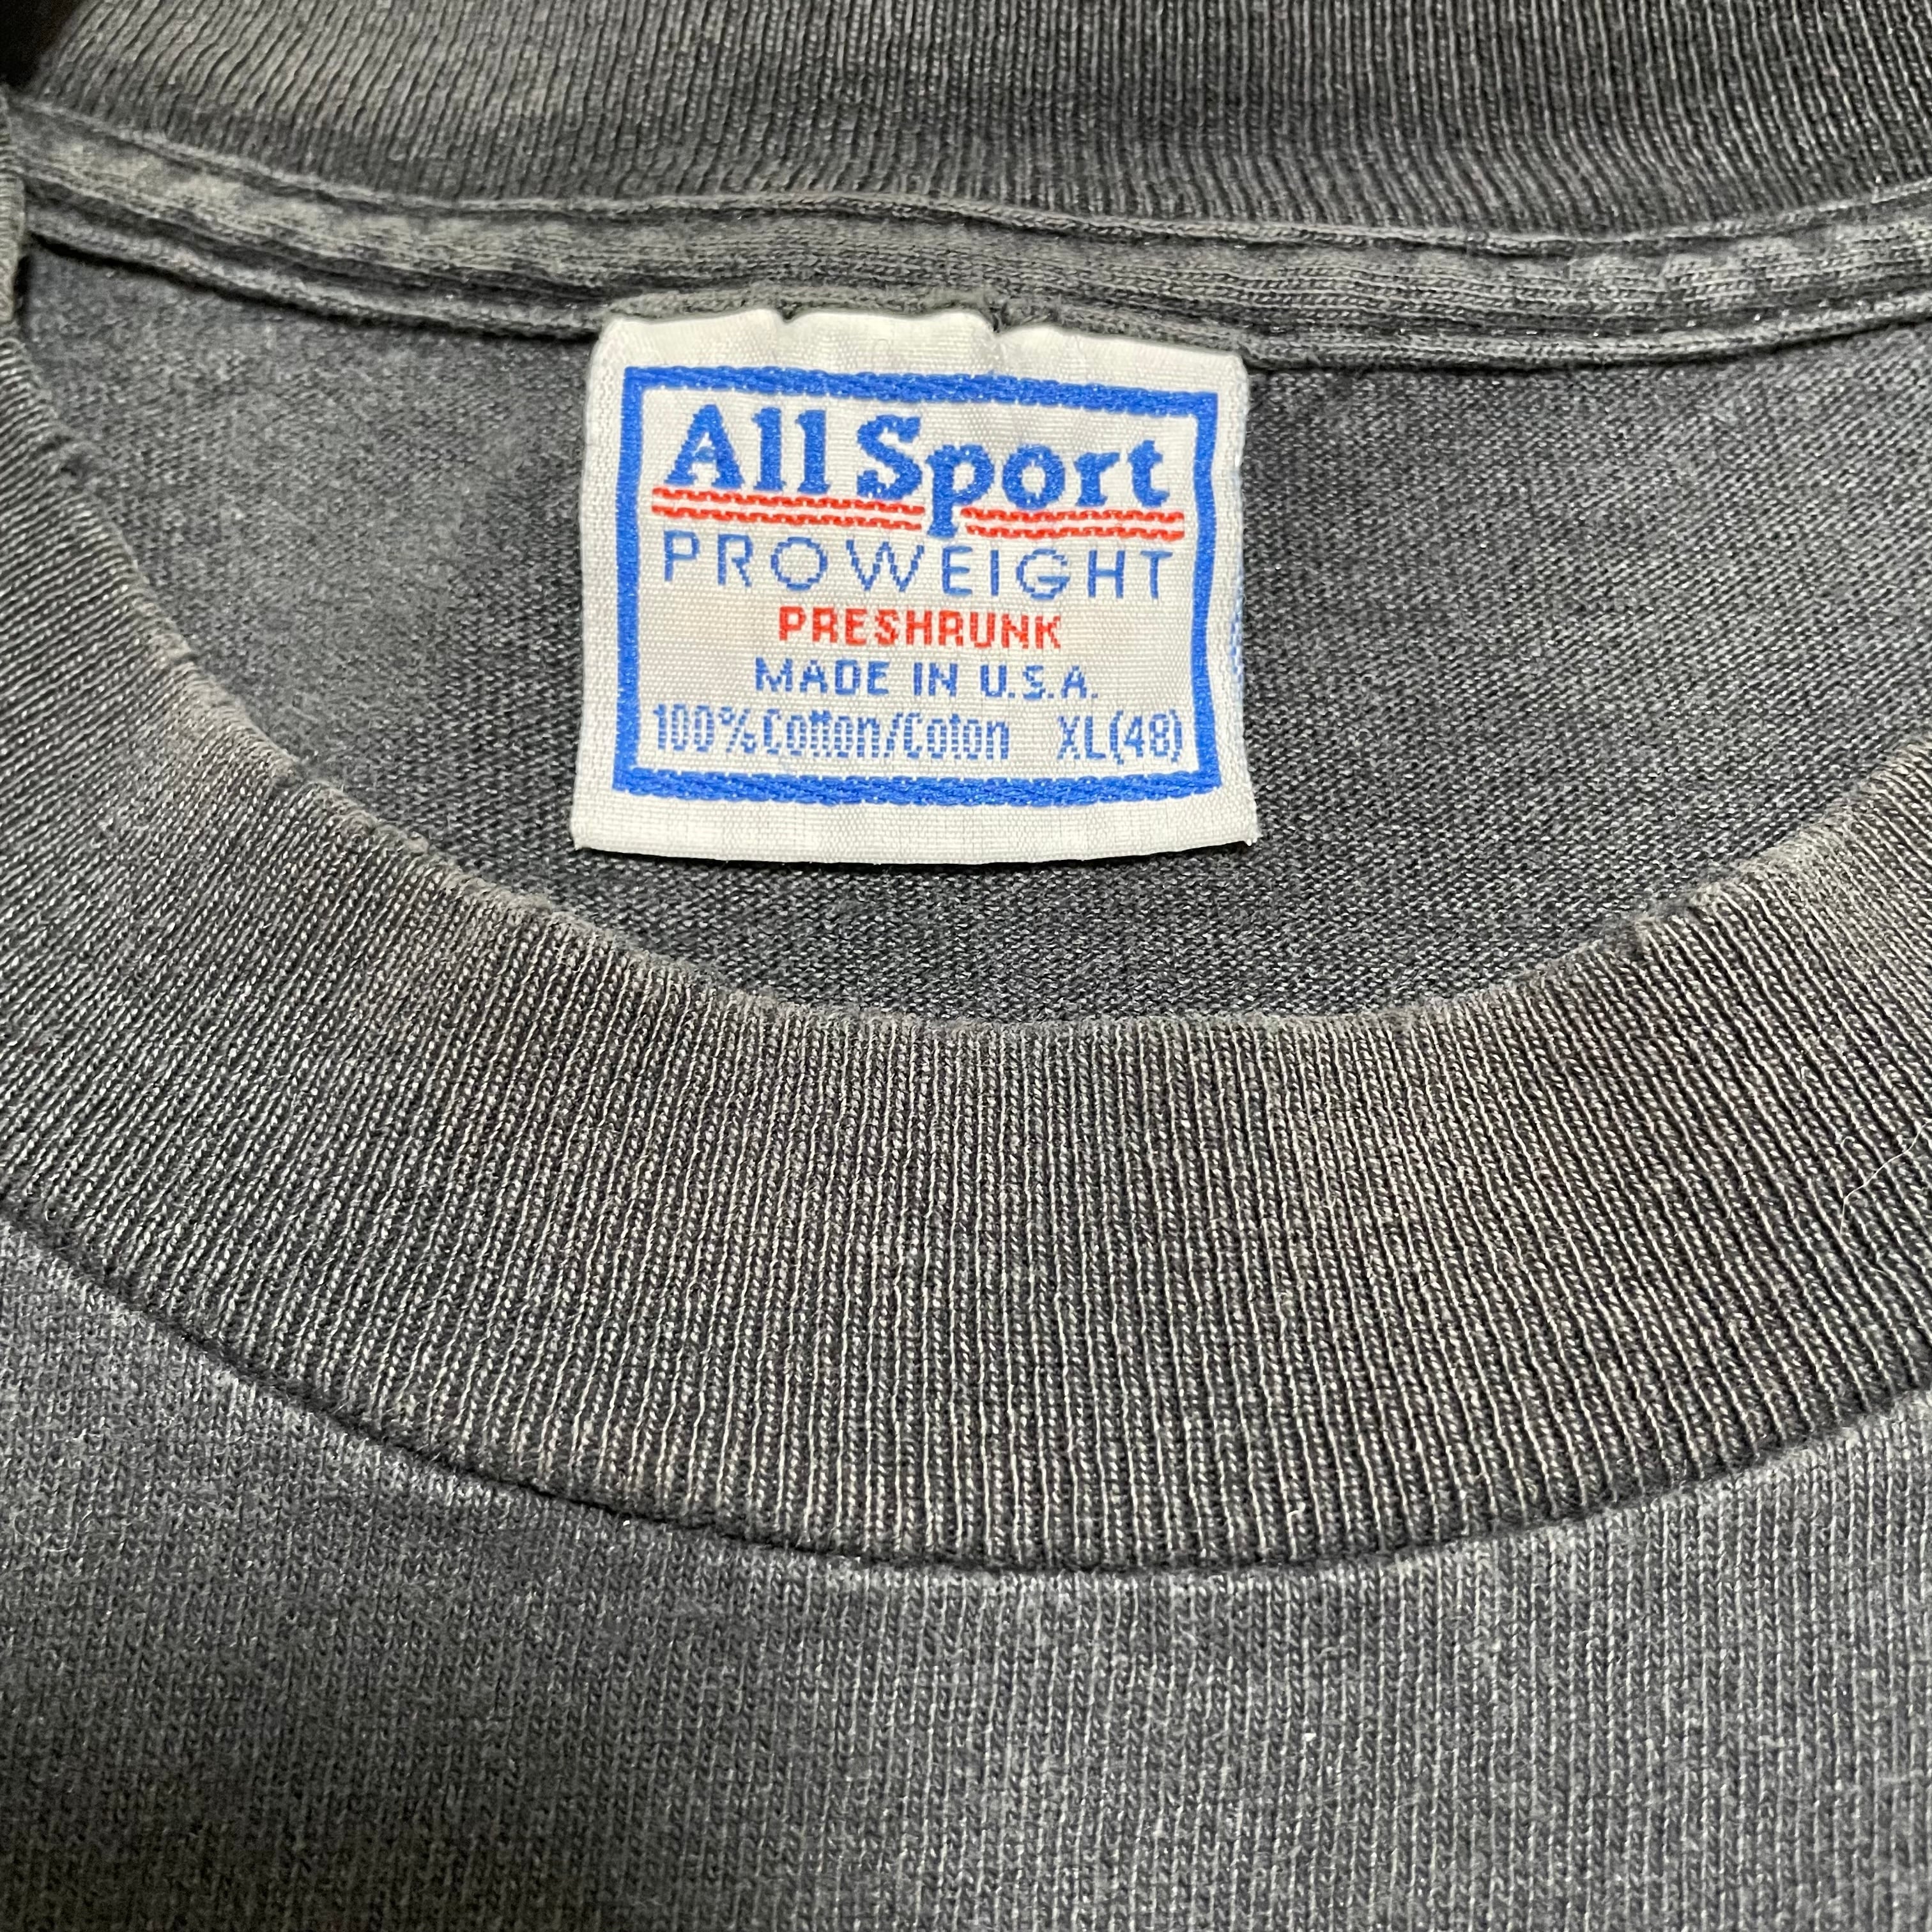 All Sport
PROWEIGHT
PRESHRUNK
MADE IN U.S.A.
100% Cotton/Coton XL(48)